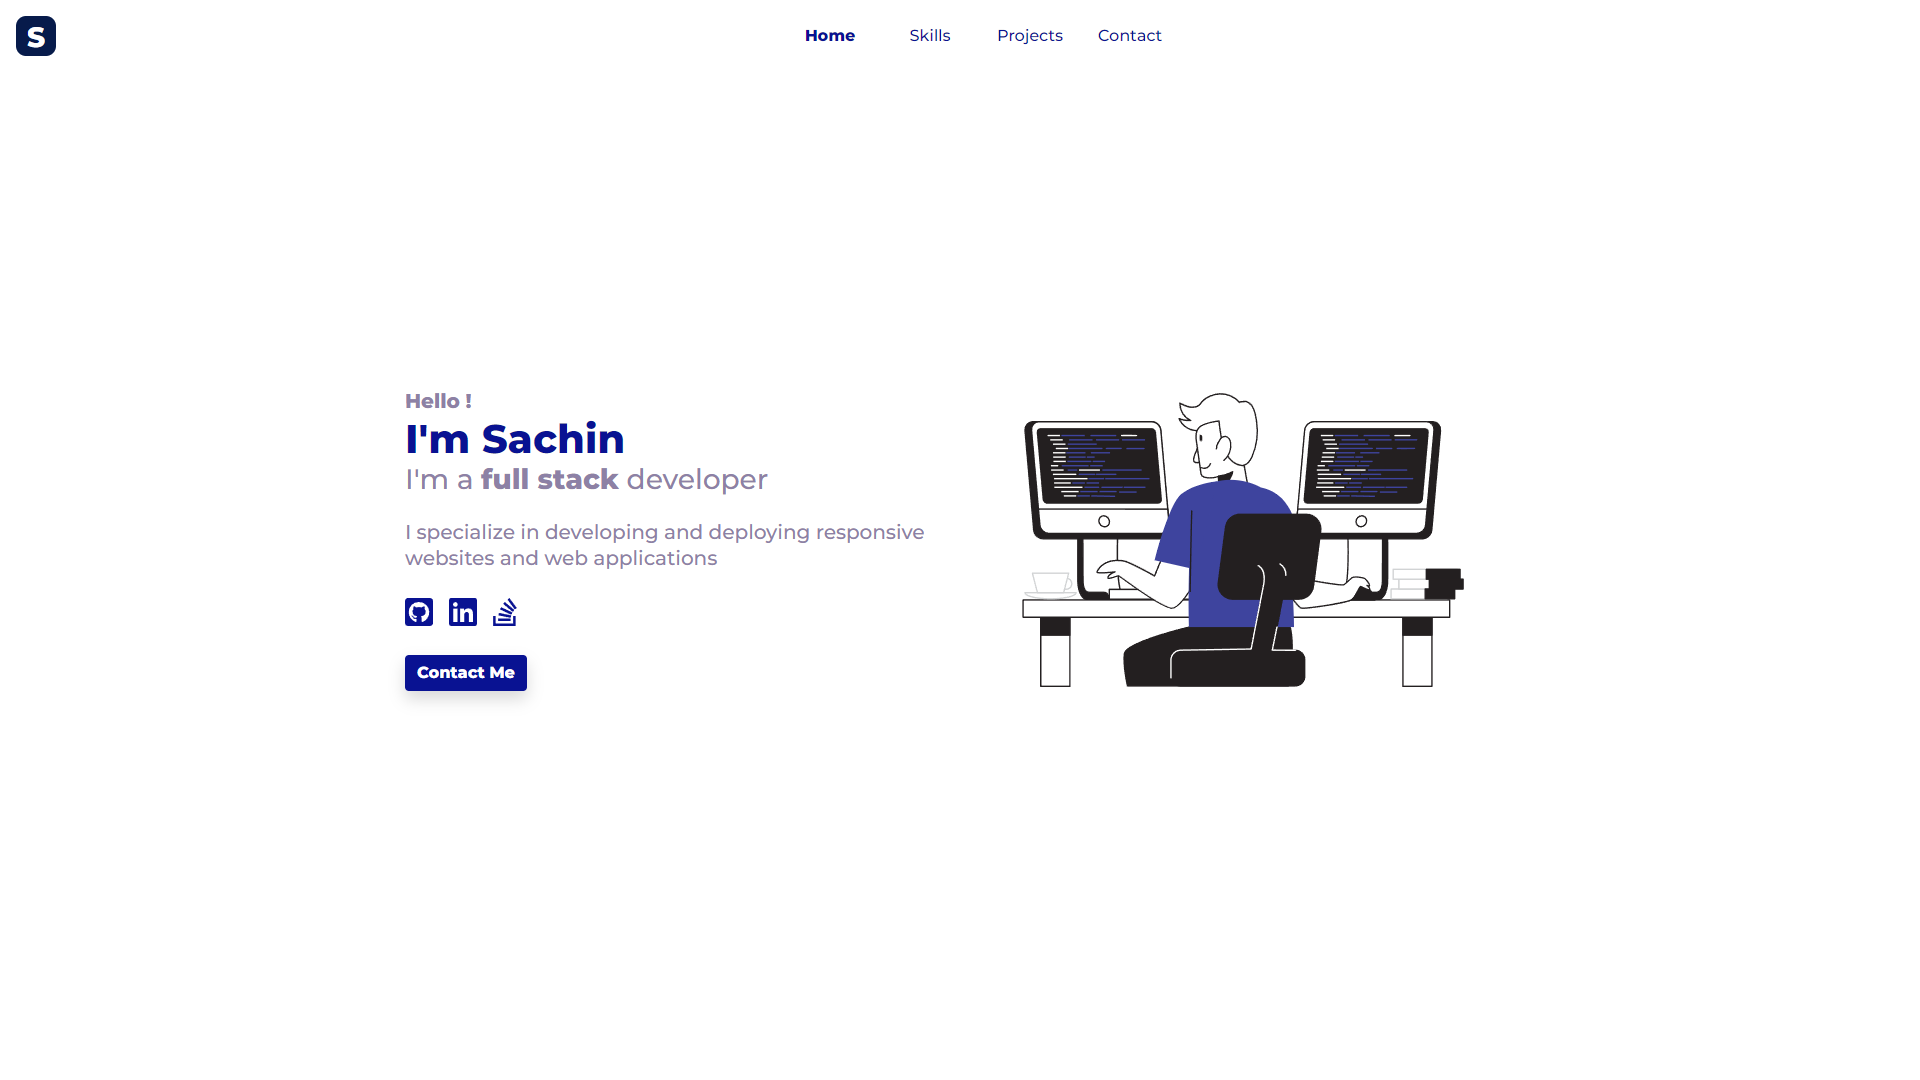 S
Home Skills Projects Contact
Hello !
I'm Sachin
I'm a full stack developer
I specialize in developing and deploying responsive
websites and web applications
in
Contact Me